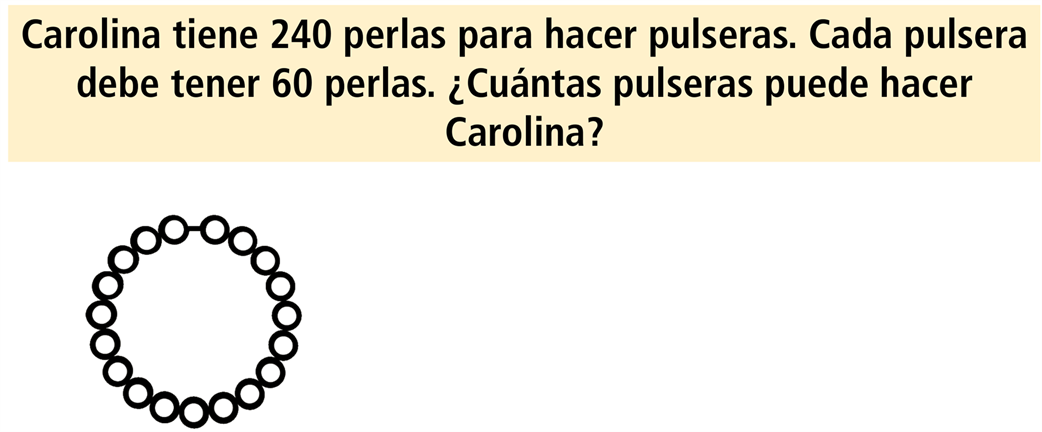 Carolina tiene 240 perlas para hacer pulseras. Cada pulsera
debe tener 60 perlas. ¿Cuántas pulseras puede hacer
Carolina?